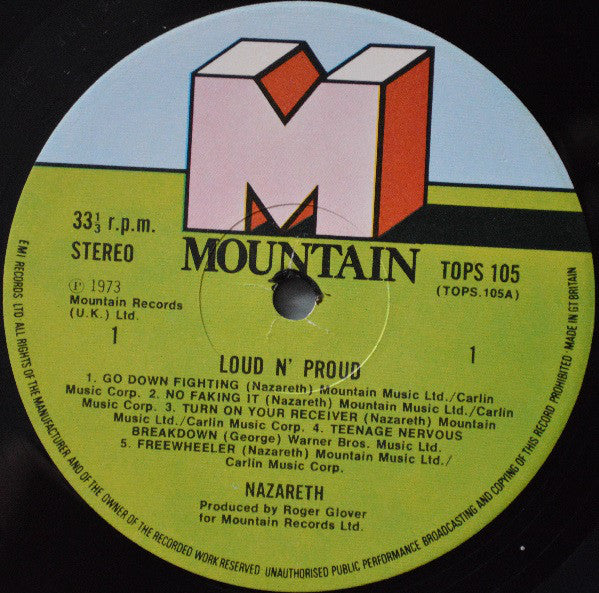 MOUNTAIN
33⅓ r.p.m.
STEREO
Ⓟ 1973
Mountain Records
(U.K.) Ltd.
1
TOPS 105
(TOPS.105A)
1
LOUD N' PROUD
1. GO DOWN FIGHTING (Nazareth) Mountain Music Ltd./Carlin
Music Corp. 2. NO FAKING IT (Nazareth) Mountain Music Ltd./Carlin
Music Corp. 3. TURN ON YOUR RECEIVER (Nazareth) Mountain
Music Ltd./Carlin Music Corp. 4. TEENAGE NERVOUS
BREAKDOWN (George) Warner Bros. Music Ltd.
5. FREEWHEELER (Nazareth) Mountain Music Ltd./
Carlin Music Corp.
NAZARETH
Produced by Roger Glover
for Mountain Records Ltd.
EMI RECORDS LTD ALL RIGHTS OF THE MANUFACTURER AND OF THE OWNER OF THE RECORDED WORK RESERVED UNAUTHORISED PUBLIC PERFORMANCE BROADCASTING AND COPYING OF THIS RECORD PROHIBITED MADE IN GT BRITAIN